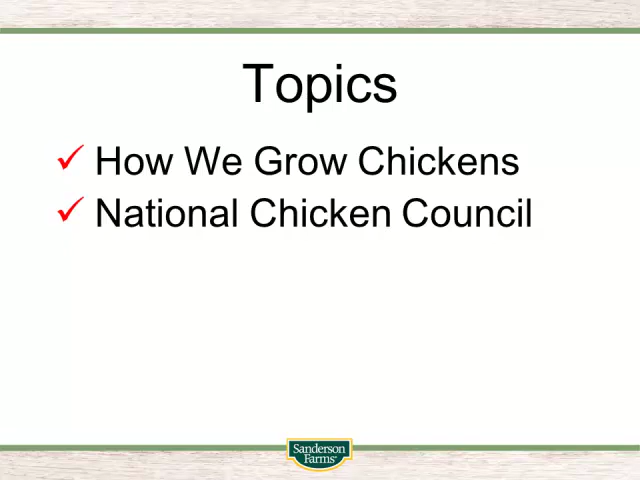 Topics
✓ How We Grow Chickens
✓ National Chicken Council
Sanderson
Farms®